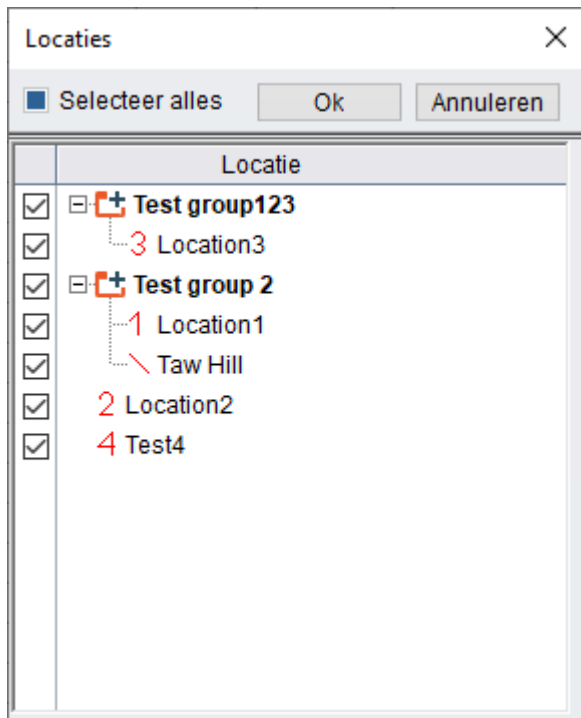 Locaties
Selecteer alles Ok Annuleren
Locatie
Test group123
3 Location3
Test group 2
1 Location1
Taw Hill
2 Location2
4 Test4